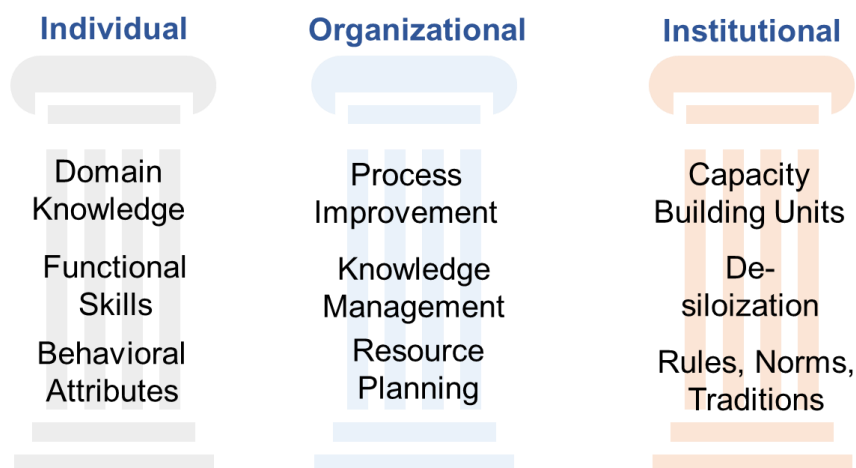 Individual
Domain
Knowledge
Functional
Skills
Behavioral
Attributes
Organizational
Process
Improvement
Knowledge
Management
Resource
Planning
Institutional
Capacity
Building Units
De-
siloization
Rules, Norms,
Traditions